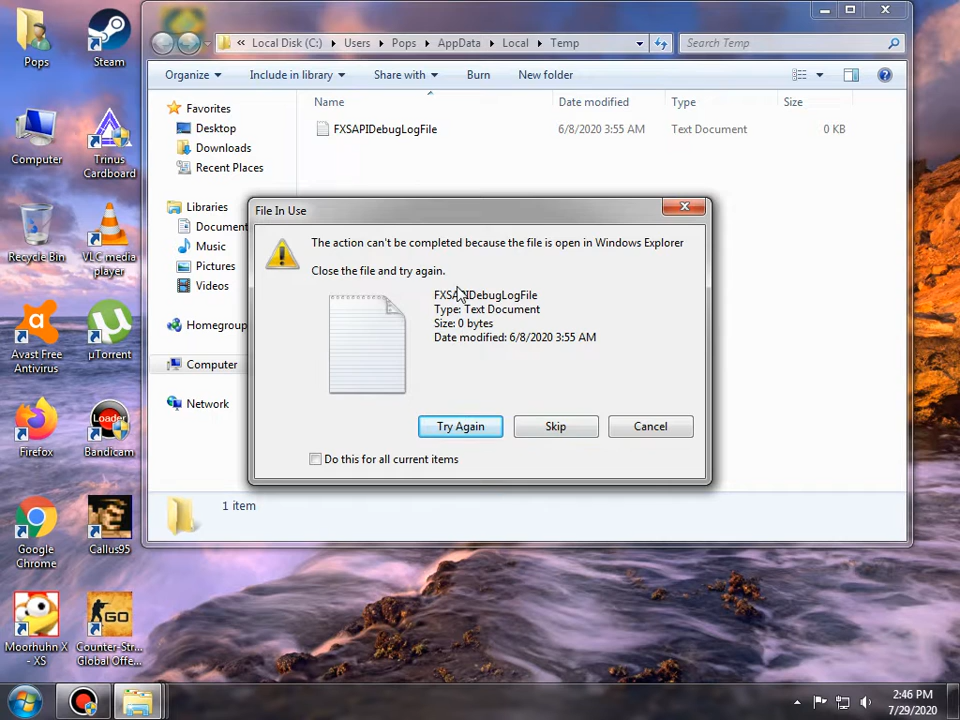 « Local Disk (C:) Users Pops AppData Local Temp
Search Temp
Organize Include in library Share with Burn New folder
Name Date modified Type Size
FXSAPIDebugLogFile 6/8/2020 3:55 AM Text Document 0 KB
Favorites
Desktop
Downloads
Recent Places
Libraries
Document
Music
Pictures
Videos
Homegroup
Computer
Network
1 item
File In Use
The action can't be completed because the file is open in Windows Explorer
Close the file and try again.
FXSAPIDebugLogFile
Type: Text Document
Size: 0 bytes
Date modified: 6/8/2020 3:55 AM
Try Again Skip Cancel
Do this for all current items
Pops
Steam
Computer
Trinus
Cardboard
Recycle Bin
VLC media
player
Avast Free
Antivirus
µTorrent
Firefox
Loader
Bandicam
Google
Chrome
Callus95
Moorhuhn X
- XS
GO
Counter-Str...
Global Offe...
2:46 PM
7/29/2020